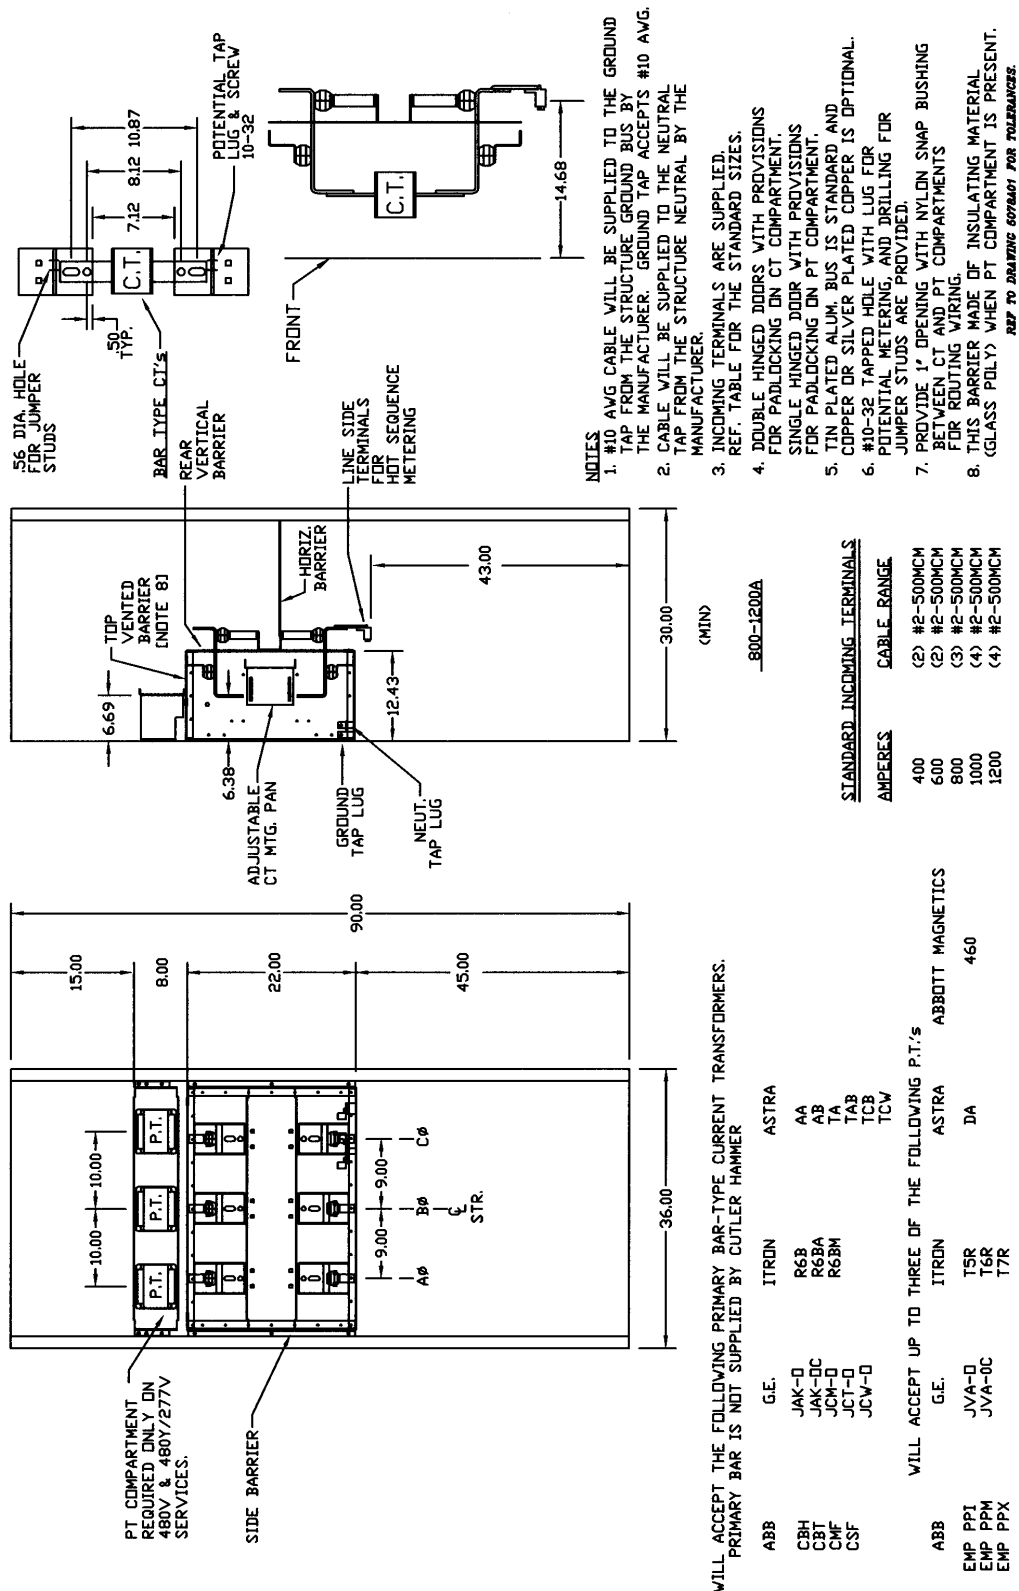 PT COMPARTMENT
REQUIRED ONLY ON
480V & 480Y/277V
SERVICES.
SIDE BARRIER
P.T.
P.T.
P.T.
10.00
10.00
9.00
9.00
AØ
BØ
CØ
℄
STR.
36.00
15.00
8.00
22.00
45.00
90.00
6.69
6.38
TOP
VENTED
BARRIER
[NOTE 8]
ADJUSTABLE
CT MTG. PAN
GROUND
TAP LUG
NEUT.
TAP LUG
12.43
HORIZ.
BARRIER
43.00
30.00
(MIN)
REAR
VERTICAL
BARRIER
LINE SIDE
TERMINALS
FOR
HOT SEQUENCE
METERING
.56 DIA. HOLE
FOR JUMPER
STUDS
.50
TYP.
BAR TYPE CT's
C.T.
7.12
8.12
10.87
POTENTIAL TAP
LUG & SCREW
10-32
FRONT
C.T.
14.68
800-1200A
WILL ACCEPT THE FOLLOWING PRIMARY BAR-TYPE CURRENT TRANSFORMERS.
PRIMARY BAR IS NOT SUPPLIED BY CUTLER HAMMER
ABB G.E. ITRON ASTRA
CBH JAK-O R6B AA
CBT JAK-OC R6BA AB
CMF JCM-O R6BM TA
CSF JCT-O TAB
JCW-O TCB
TCW
WILL ACCEPT UP TO THREE OF THE FOLLOWING P.T.'s
ABB G.E. ITRON ASTRA ABBOTT MAGNETICS
EMP PPI JVA-O T5R DA 460
EMP PPM JVA-0C T6R
EMP PPX T7R
STANDARD INCOMING TERMINALS
AMPERES CABLE RANGE
400 (2) #2-500MCM
600 (2) #2-500MCM
800 (3) #2-500MCM
1000 (4) #2-500MCM
1200 (4) #2-500MCM
NOTES
1. #10 AWG CABLE WILL BE SUPPLIED TO THE GROUND
TAP FROM THE STRUCTURE GROUND BUS BY
THE MANUFACTURER. GROUND TAP ACCEPTS #10 AWG.
2. CABLE WILL BE SUPPLIED TO THE NEUTRAL
TAP FROM THE STRUCTURE NEUTRAL BY THE
MANUFACTURER.
3. INCOMING TERMINALS ARE SUPPLIED.
REF. TABLE FOR THE STANDARD SIZES.
4. DOUBLE HINGED DOORS WITH PROVISIONS
FOR PADLOCKING ON CT COMPARTMENT.
SINGLE HINGED DOOR WITH PROVISIONS
FOR PADLOCKING ON PT COMPARTMENT.
5. TIN PLATED ALUM. BUS IS STANDARD AND
COPPER OR SILVER PLATED COPPER IS OPTIONAL.
6. #10-32 TAPPED HOLE WITH LUG FOR
POTENTIAL METERING, AND DRILLING FOR
JUMPER STUDS ARE PROVIDED.
7. PROVIDE 1" OPENING WITH NYLON SNAP BUSHING
BETWEEN CT AND PT COMPARTMENTS
FOR ROUTING WIRING.
8. THIS BARRIER MADE OF INSULATING MATERIAL
(GLASS POLY) WHEN PT COMPARTMENT IS PRESENT.
REF TO DRAWING 6078A01 FOR TOLERANCES.